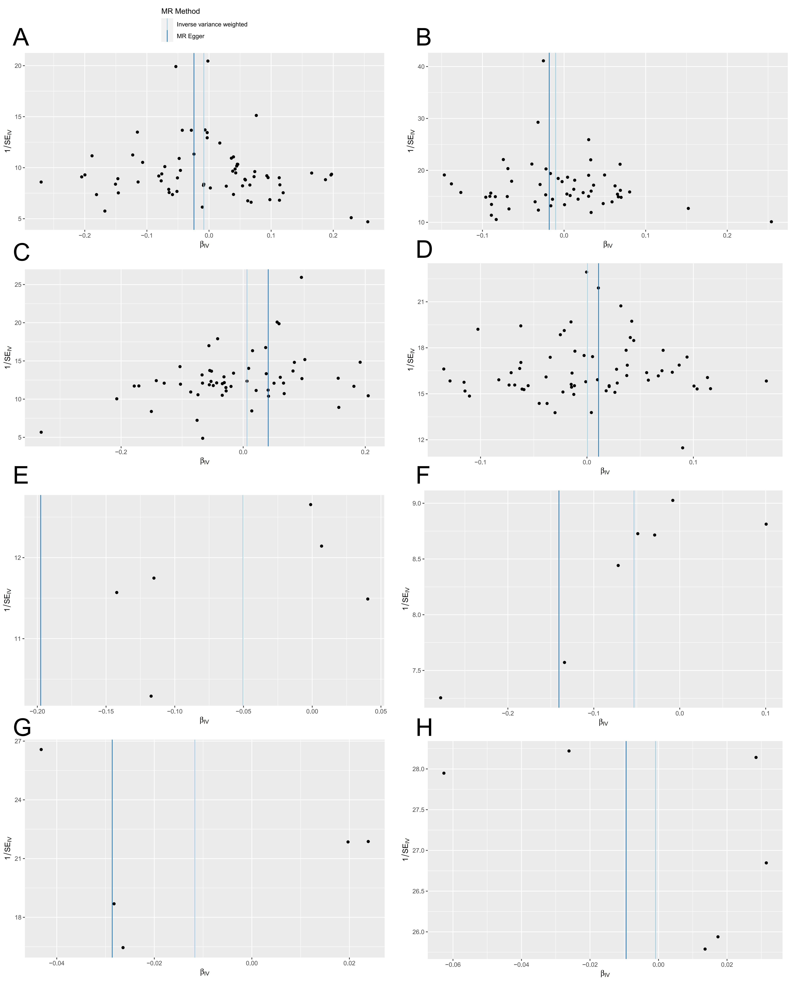 MR Method
Inverse variance weighted
MR Egger
A
20
15
10
5
1/SE_IV
−0.2 −0.1 0.0 0.1 0.2
β_IV
B
40
30
20
10
1/SE_IV
−0.1 0.0 0.1 0.2
β_IV
C
25
20
15
10
5
1/SE_IV
−0.2 0.0 0.2
β_IV
D
21
18
15
12
1/SE_IV
−0.1 0.0 0.1
β_IV
E
12
11
1/SE_IV
−0.20 −0.15 −0.10 −0.05 0.00 0.05
β_IV
F
9.0
8.5
8.0
7.5
1/SE_IV
−0.2 −0.1 0.0 0.1
β_IV
G
27
24
21
18
1/SE_IV
−0.04 −0.02 0.00 0.02
β_IV
H
28.0
27.5
27.0
26.5
26.0
1/SE_IV
−0.06 −0.04 −0.02 0.00 0.02
β_IV